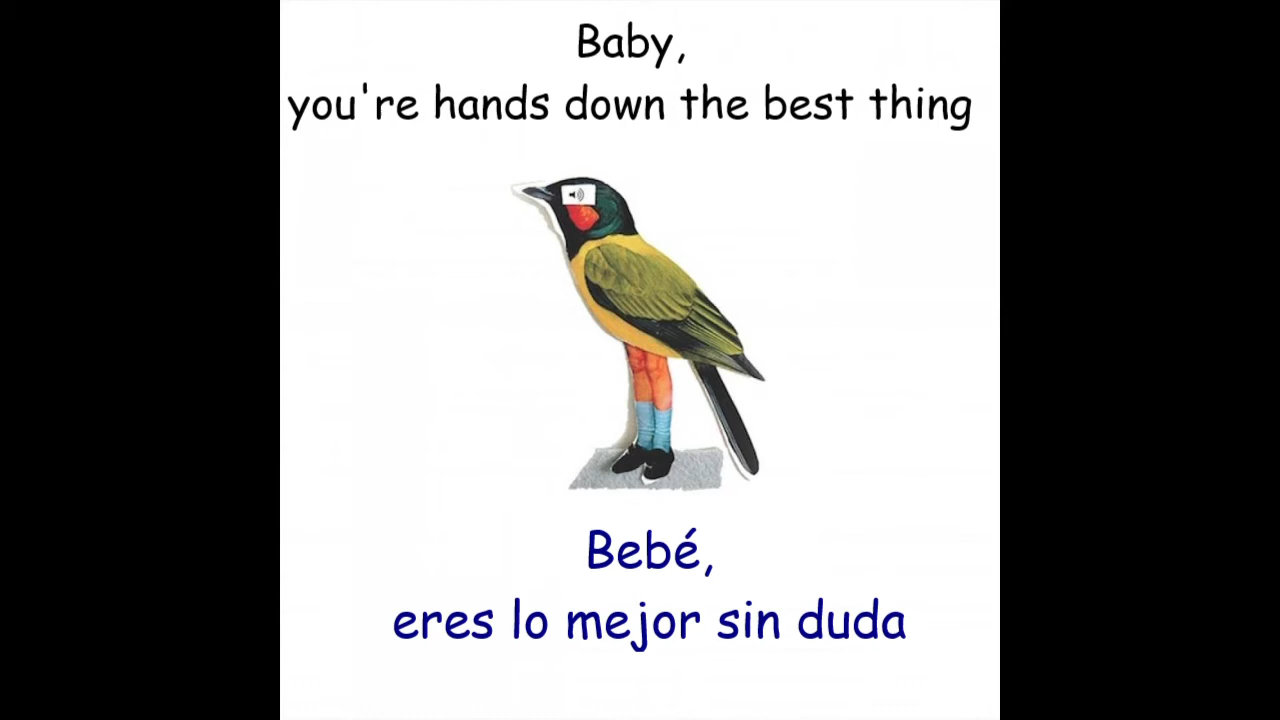 Baby,
you're hands down the best thing
Bebé,
eres lo mejor sin duda